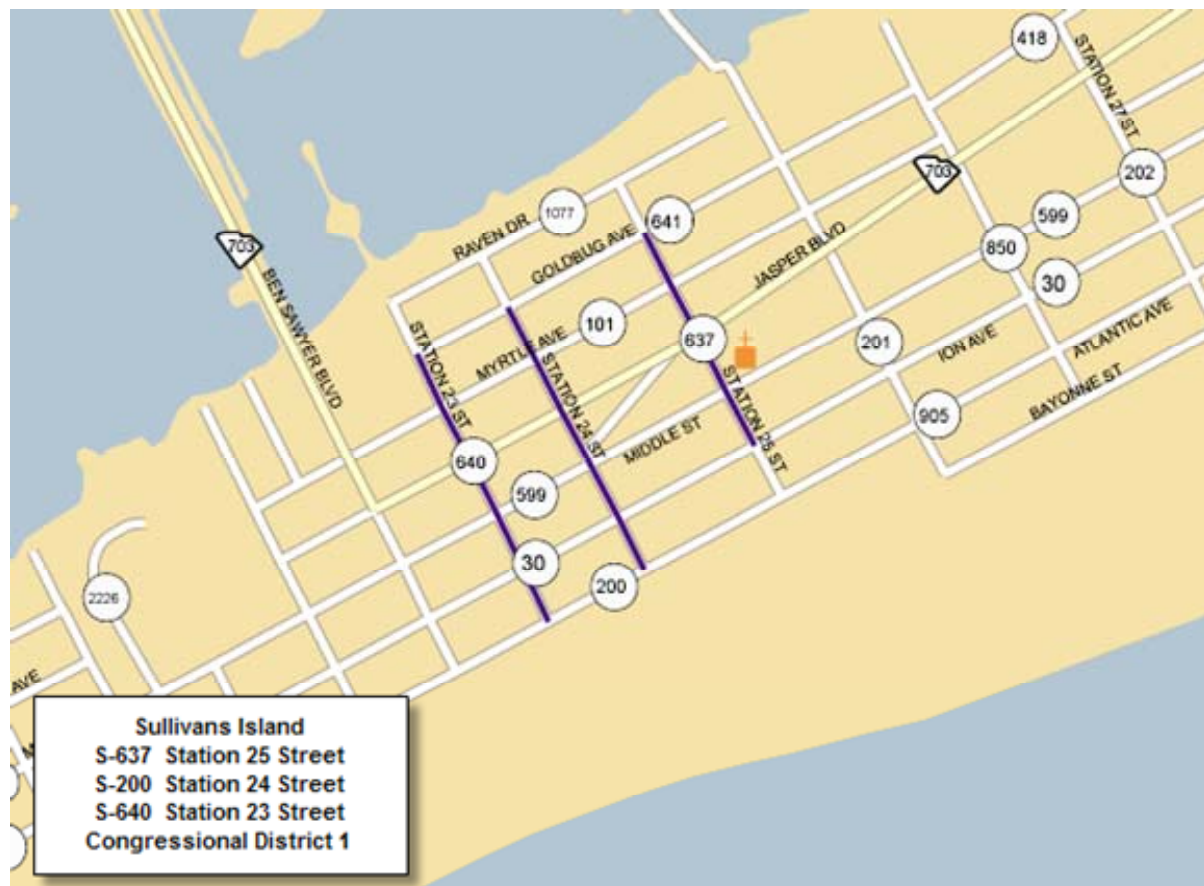 418
STATION 27 ST
703
202
1077
641
599
RAVEN DR
GOLDBUG AVE
850
703
JASPER BLVD
30
BEN SAWYER BLVD
101
637
201
ION AVE
ATLANTIC AVE
STATION 23 ST
MYRTLE AVE
STATION 24 ST
STATION 25 ST
BAYONNE ST
905
MIDDLE ST
640
599
30
200
2226
AVE
Sullivans Island
S-637 Station 25 Street
S-200 Station 24 Street
S-640 Station 23 Street
Congressional District 1